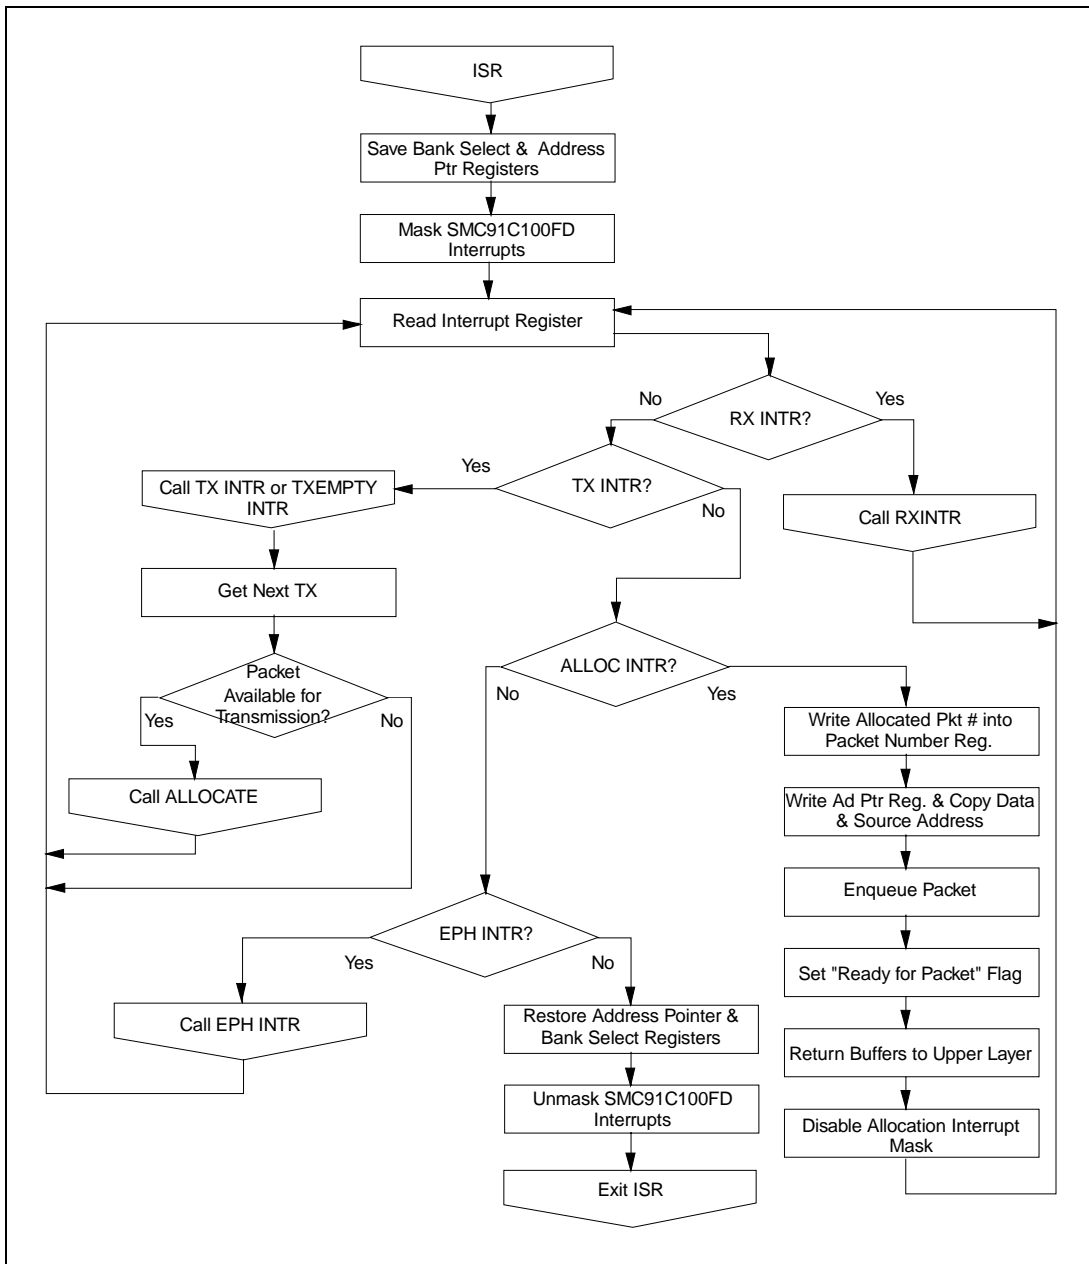 ISR
Save Bank Select & Address
Ptr Registers
Mask SMC91C100FD
Interrupts
Read Interrupt Register
No
Yes
RX INTR?
Yes
TX INTR?
No
Call TX INTR or TXEMPTY
INTR
Call RXINTR
Get Next TX
ALLOC INTR?
No
Yes
Packet
Available for
Transmission?
Yes
No
Write Allocated Pkt # into
Packet Number Reg.
Call ALLOCATE
Write Ad Ptr Reg. & Copy Data
& Source Address
Enqueue Packet
EPH INTR?
Yes
No
Set "Ready for Packet" Flag
Call EPH INTR
Restore Address Pointer &
Bank Select Registers
Return Buffers to Upper Layer
Unmask SMC91C100FD
Interrupts
Disable Allocation Interrupt
Mask
Exit ISR